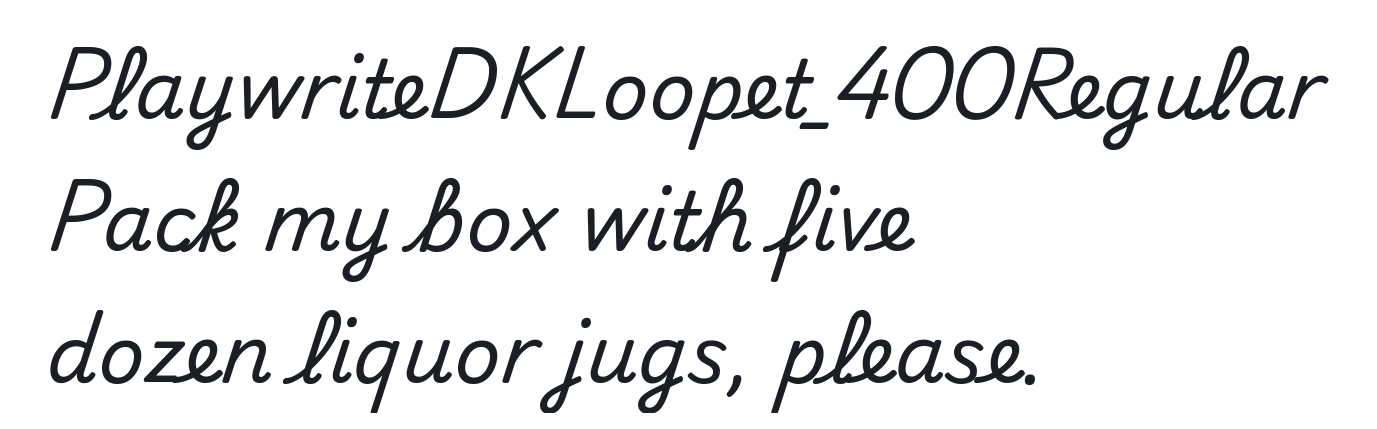 PlaywriteDKLoopet_400Regular
Pack my box with five
dozen liquor jugs, please.